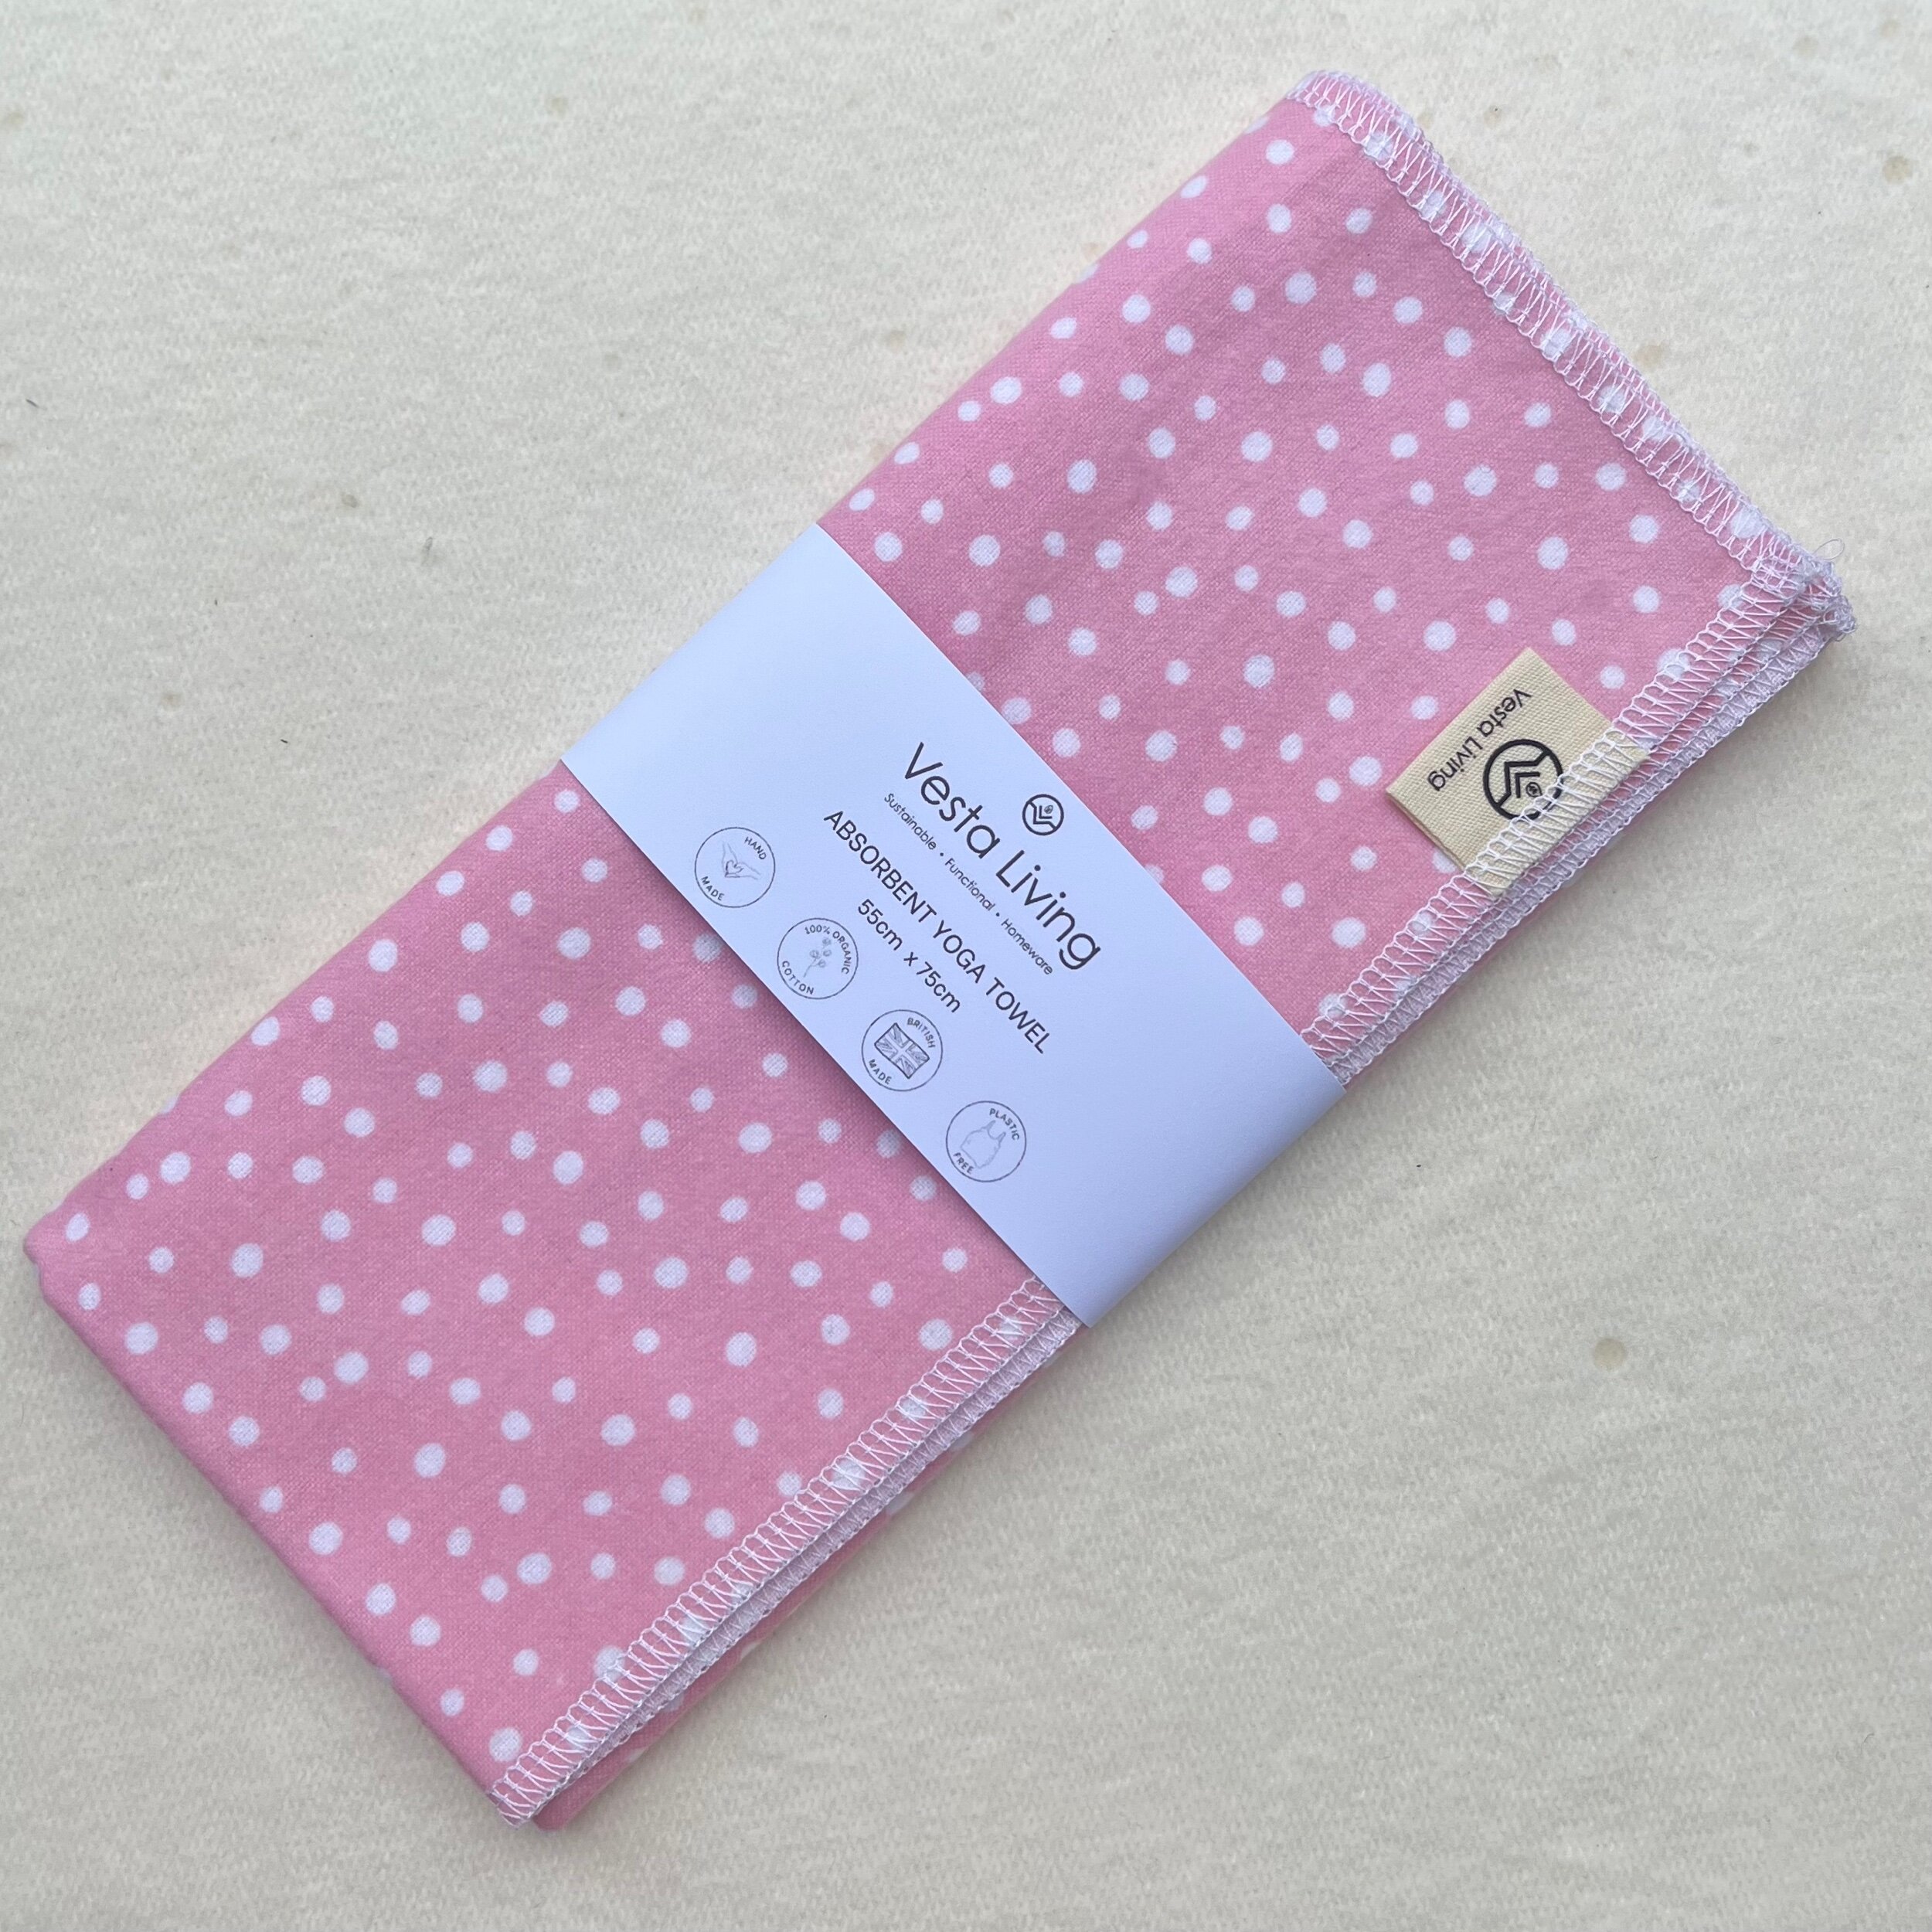 Vesta Living
Sustainable • Functional • Homeware
ABSORBENT YOGA TOWEL
55cm x 75cm
HAND
MADE
100% ORGANIC
COTTON
BRITISH
MADE
PLASTIC
FREE
Vesta Living